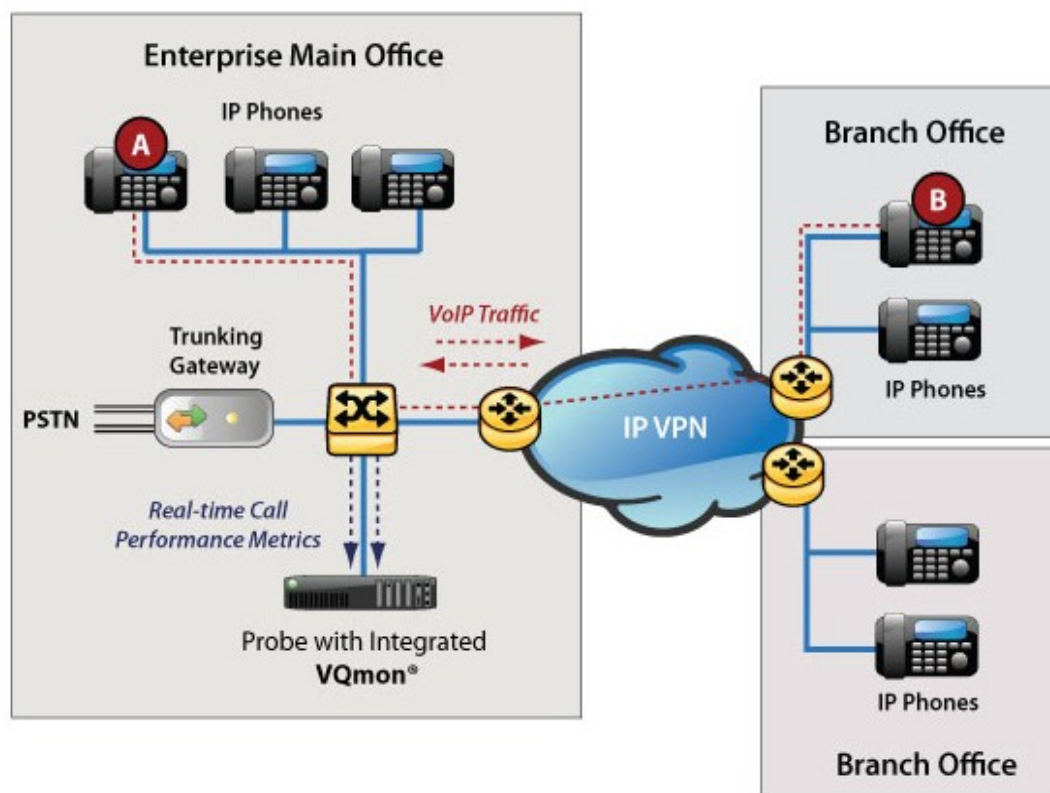 Enterprise Main Office
IP Phones
A
Trunking
Gateway
PSTN
VoIP Traffic
Real-time Call
Performance Metrics
Probe with Integrated
VQmon®
IP VPN
Branch Office
B
IP Phones
IP Phones
Branch Office